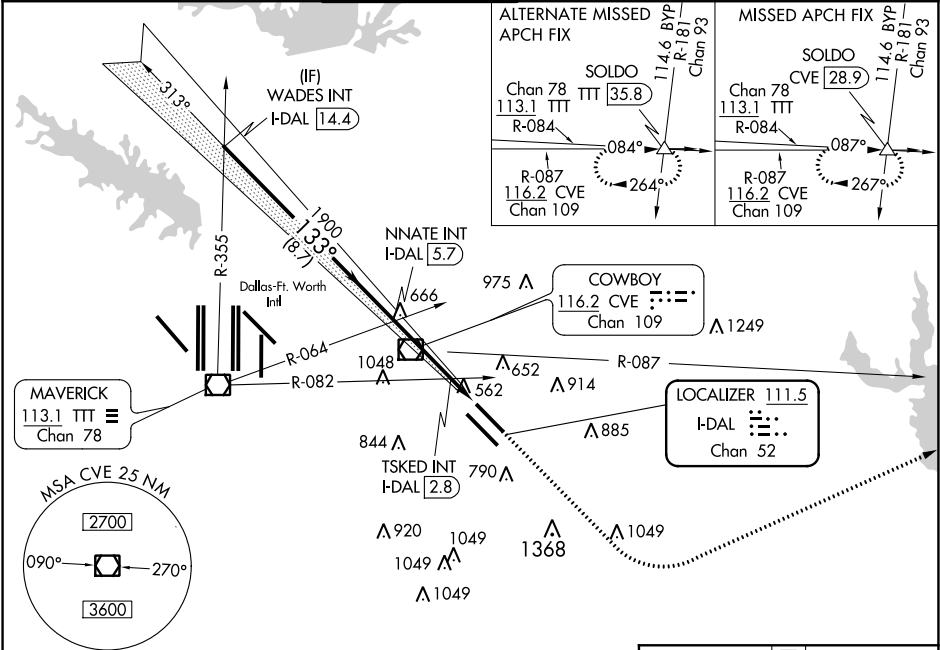 ALTERNATE MISSED
APCH FIX
SOLDO
TTT 35.8
Chan 78
113.1 TTT
R-084
084°
264°
R-087
116.2 CVE
Chan 109
114.6 BYP
R-181
Chan 93
MISSED APCH FIX
SOLDO
CVE 28.9
Chan 78
113.1 TTT
R-084
087°
267°
R-087
116.2 CVE
Chan 109
114.6 BYP
R-181
Chan 93
313°
(IF)
WADES INT
I-DAL 14.4
R-355
1900
133°
(8.7)
NNATE INT
I-DAL 5.7
Dallas-Ft. Worth
Intl
666
975
COWBOY
116.2 CVE
Chan 109
1249
R-064
1048
R-082
652
R-087
562
914
MAVERICK
113.1 TTT
Chan 78
LOCALIZER 111.5
I-DAL
Chan 52
844
885
TSKED INT
I-DAL 2.8
790
MSA CVE 25 NM
2700
090°
270°
3600
920
1049
1049
1049
1368
1049